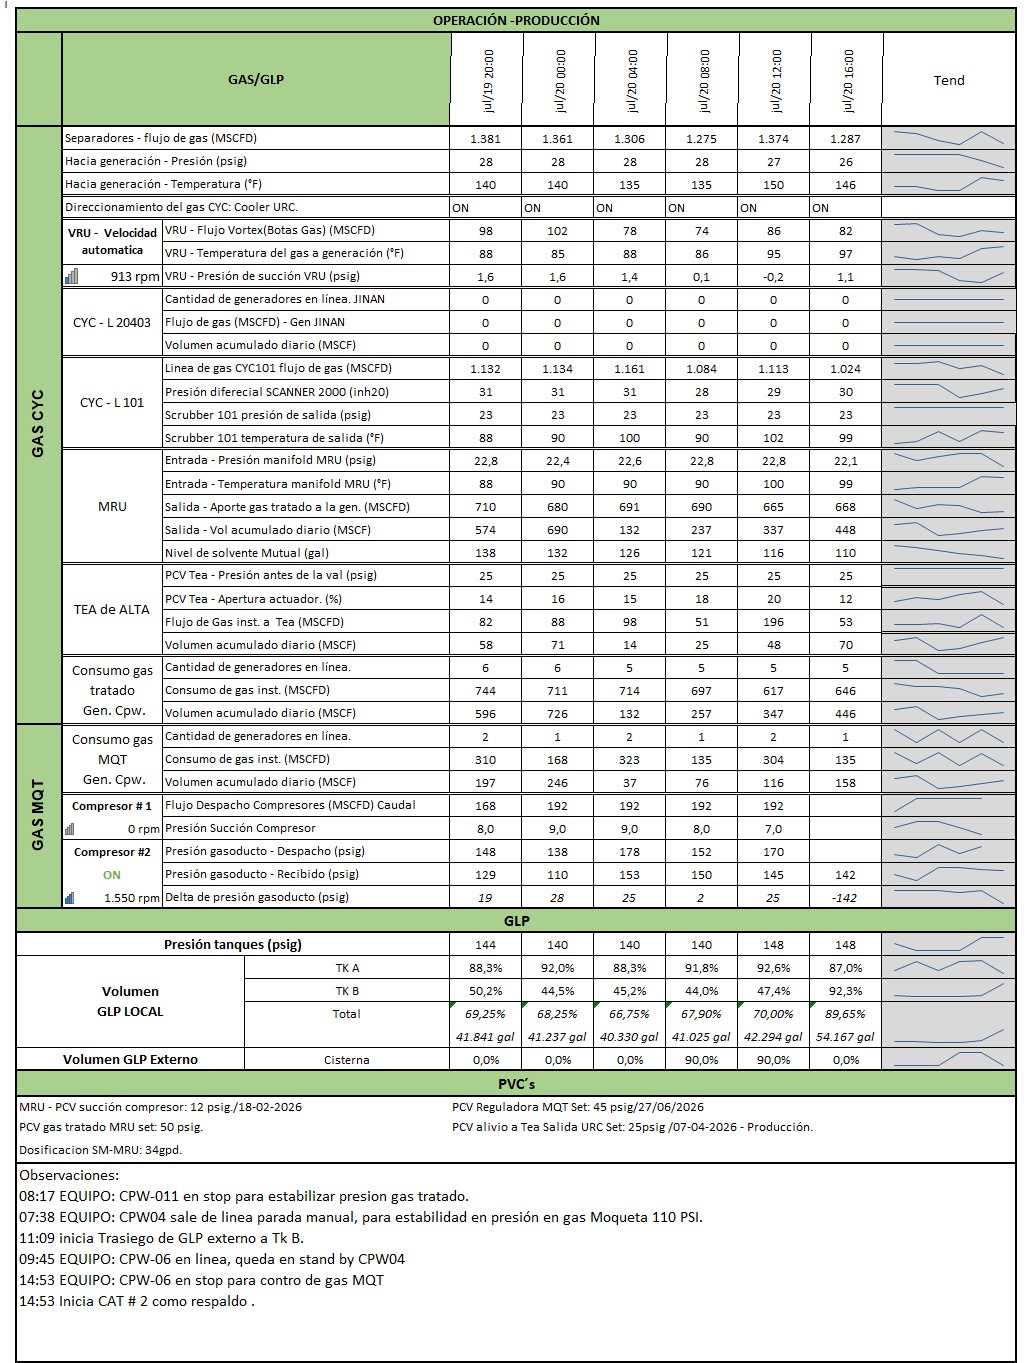 OPERACIÓN -PRODUCCIÓN
GAS/GLP jul/19 20:00 jul/20 00:00 jul/20 04:00 jul/20 08:00 jul/20 12:00 jul/20 16:00 Tend
GAS CYC
Separadores - flujo de gas (MSCFD) 1.381 1.361 1.306 1.275 1.374 1.287
Hacia generación - Presión (psig) 28 28 28 28 27 26
Hacia generación - Temperatura (°F) 140 140 135 135 150 146
Direccionamiento del gas CYC: Cooler URC. ON ON ON ON ON ON
VRU - Velocidad automatica
VRU - Flujo Vortex(Botas Gas) (MSCFD) 98 102 78 74 86 82
VRU - Temperatura del gas a generación (°F) 88 85 88 86 95 97
913 rpm VRU - Presión de succión VRU (psig) 1,6 1,6 1,4 0,1 -0,2 1,1
CYC - L 20403
Cantidad de generadores en línea. JINAN 0 0 0 0 0 0
Flujo de gas (MSCFD) - Gen JINAN 0 0 0 0 0 0
Volumen acumulado diario (MSCF) 0 0 0 0 0 0
CYC - L 101
Linea de gas CYC101 flujo de gas (MSCFD) 1.132 1.134 1.161 1.084 1.113 1.024
Presión diferecial SCANNER 2000 (inh20) 31 31 31 28 29 30
Scrubber 101 presión de salida (psig) 23 23 23 23 23 23
Scrubber 101 temperatura de salida (°F) 88 90 100 90 102 99
MRU
Entrada - Presión manifold MRU (psig) 22,8 22,4 22,6 22,8 22,8 22,1
Entrada - Temperatura manifold MRU (°F) 88 90 90 90 100 99
Salida - Aporte gas tratado a la gen. (MSCFD) 710 680 691 690 665 668
Salida - Vol acumulado diario (MSCF) 574 690 132 237 337 448
Nivel de solvente Mutual (gal) 138 132 126 121 116 110
TEA de ALTA
PCV Tea - Presión antes de la val (psig) 25 25 25 25 25 25
PCV Tea - Apertura actuador. (%) 14 16 15 18 20 12
Flujo de Gas inst. a Tea (MSCFD) 82 88 98 51 196 53
Volumen acumulado diario (MSCF) 58 71 14 25 48 70
Consumo gas tratado Gen. Cpw.
Cantidad de generadores en línea. 6 6 5 5 5 5
Consumo de gas inst. (MSCFD) 744 711 714 697 617 646
Volumen acumulado diario (MSCF) 596 726 132 257 347 446
GAS MQT
Consumo gas MQT Gen. Cpw.
Cantidad de generadores en línea. 2 1 2 1 2 1
Consumo de gas inst. (MSCFD) 310 168 323 135 304 135
Volumen acumulado diario (MSCF) 197 246 37 76 116 158
Compresor # 1 Flujo Despacho Compresores (MSCFD) Caudal 168 192 192 192 192
0 rpm Presión Succión Compresor 8,0 9,0 9,0 8,0 7,0
Compresor #2 Presión gasoducto - Despacho (psig) 148 138 178 152 170
ON Presión gasoducto - Recibido (psig) 129 110 153 150 145 142
1.550 rpm Delta de presión gasoducto (psig) 19 28 25 2 25 -142
GLP
Presión tanques (psig) 144 140 140 140 148 148
Volumen GLP LOCAL
TK A 88,3% 92,0% 88,3% 91,8% 92,6% 87,0%
TK B 50,2% 44,5% 45,2% 44,0% 47,4% 92,3%
Total 69,25% 68,25% 66,75% 67,90% 70,00% 89,65%
41.841 gal 41.237 gal 40.330 gal 41.025 gal 42.294 gal 54.167 gal
Volumen GLP Externo Cisterna 0,0% 0,0% 0,0% 90,0% 90,0% 0,0%
PVC´s
MRU - PCV succión compresor: 12 psig./18-02-2026 PCV Reguladora MQT Set: 45 psig/27/06/2026
PCV gas tratado MRU set: 50 psig. PCV alivio a Tea Salida URC Set: 25psig /07-04-2026 - Producción.
Dosificacion SM-MRU: 34gpd.
Observaciones:
08:17 EQUIPO: CPW-011 en stop para estabilizar presion gas tratado.
07:38 EQUIPO: CPW04 sale de linea parada manual, para estabilidad en presión en gas Moqueta 110 PSI.
11:09 inicia Trasiego de GLP externo a Tk B.
09:45 EQUIPO: CPW-06 en linea, queda en stand by CPW04
14:53 EQUIPO: CPW-06 en stop para contro de gas MQT
14:53 Inicia CAT # 2 como respaldo .